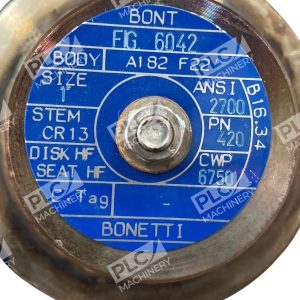 BONT
FIG 6042
BODY A182 F22
SIZE 1"
ANSI 2700
B16.34
STEM CR13
PN 420
DISK HF
SEAT HF
CWP 6750
Tag
BONETTI
PLC MACHINERY